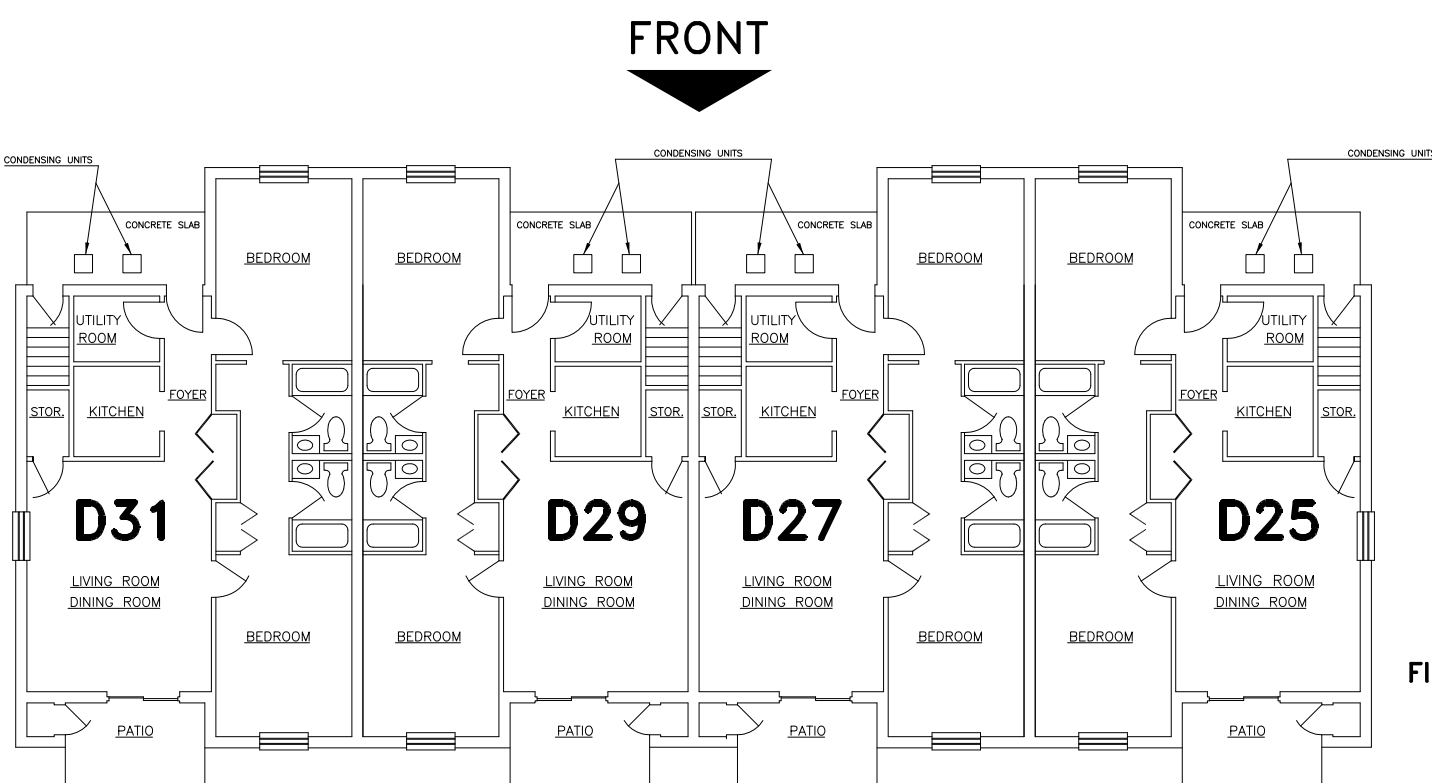 FRONT
CONDENSING UNITS
CONDENSING UNITS
CONDENSING UNITS
CONCRETE SLAB
CONCRETE SLAB
CONCRETE SLAB
CONCRETE SLAB
BEDROOM
BEDROOM
BEDROOM
BEDROOM
UTILITY
ROOM
UTILITY
ROOM
UTILITY
ROOM
UTILITY
ROOM
FOYER
FOYER
FOYER
FOYER
STOR.
KITCHEN
KITCHEN
STOR.
STOR.
KITCHEN
KITCHEN
STOR.
D31
D29
D27
D25
LIVING ROOM
DINING ROOM
LIVING ROOM
DINING ROOM
LIVING ROOM
DINING ROOM
LIVING ROOM
DINING ROOM
BEDROOM
BEDROOM
BEDROOM
BEDROOM
FI
PATIO
PATIO
PATIO
PATIO